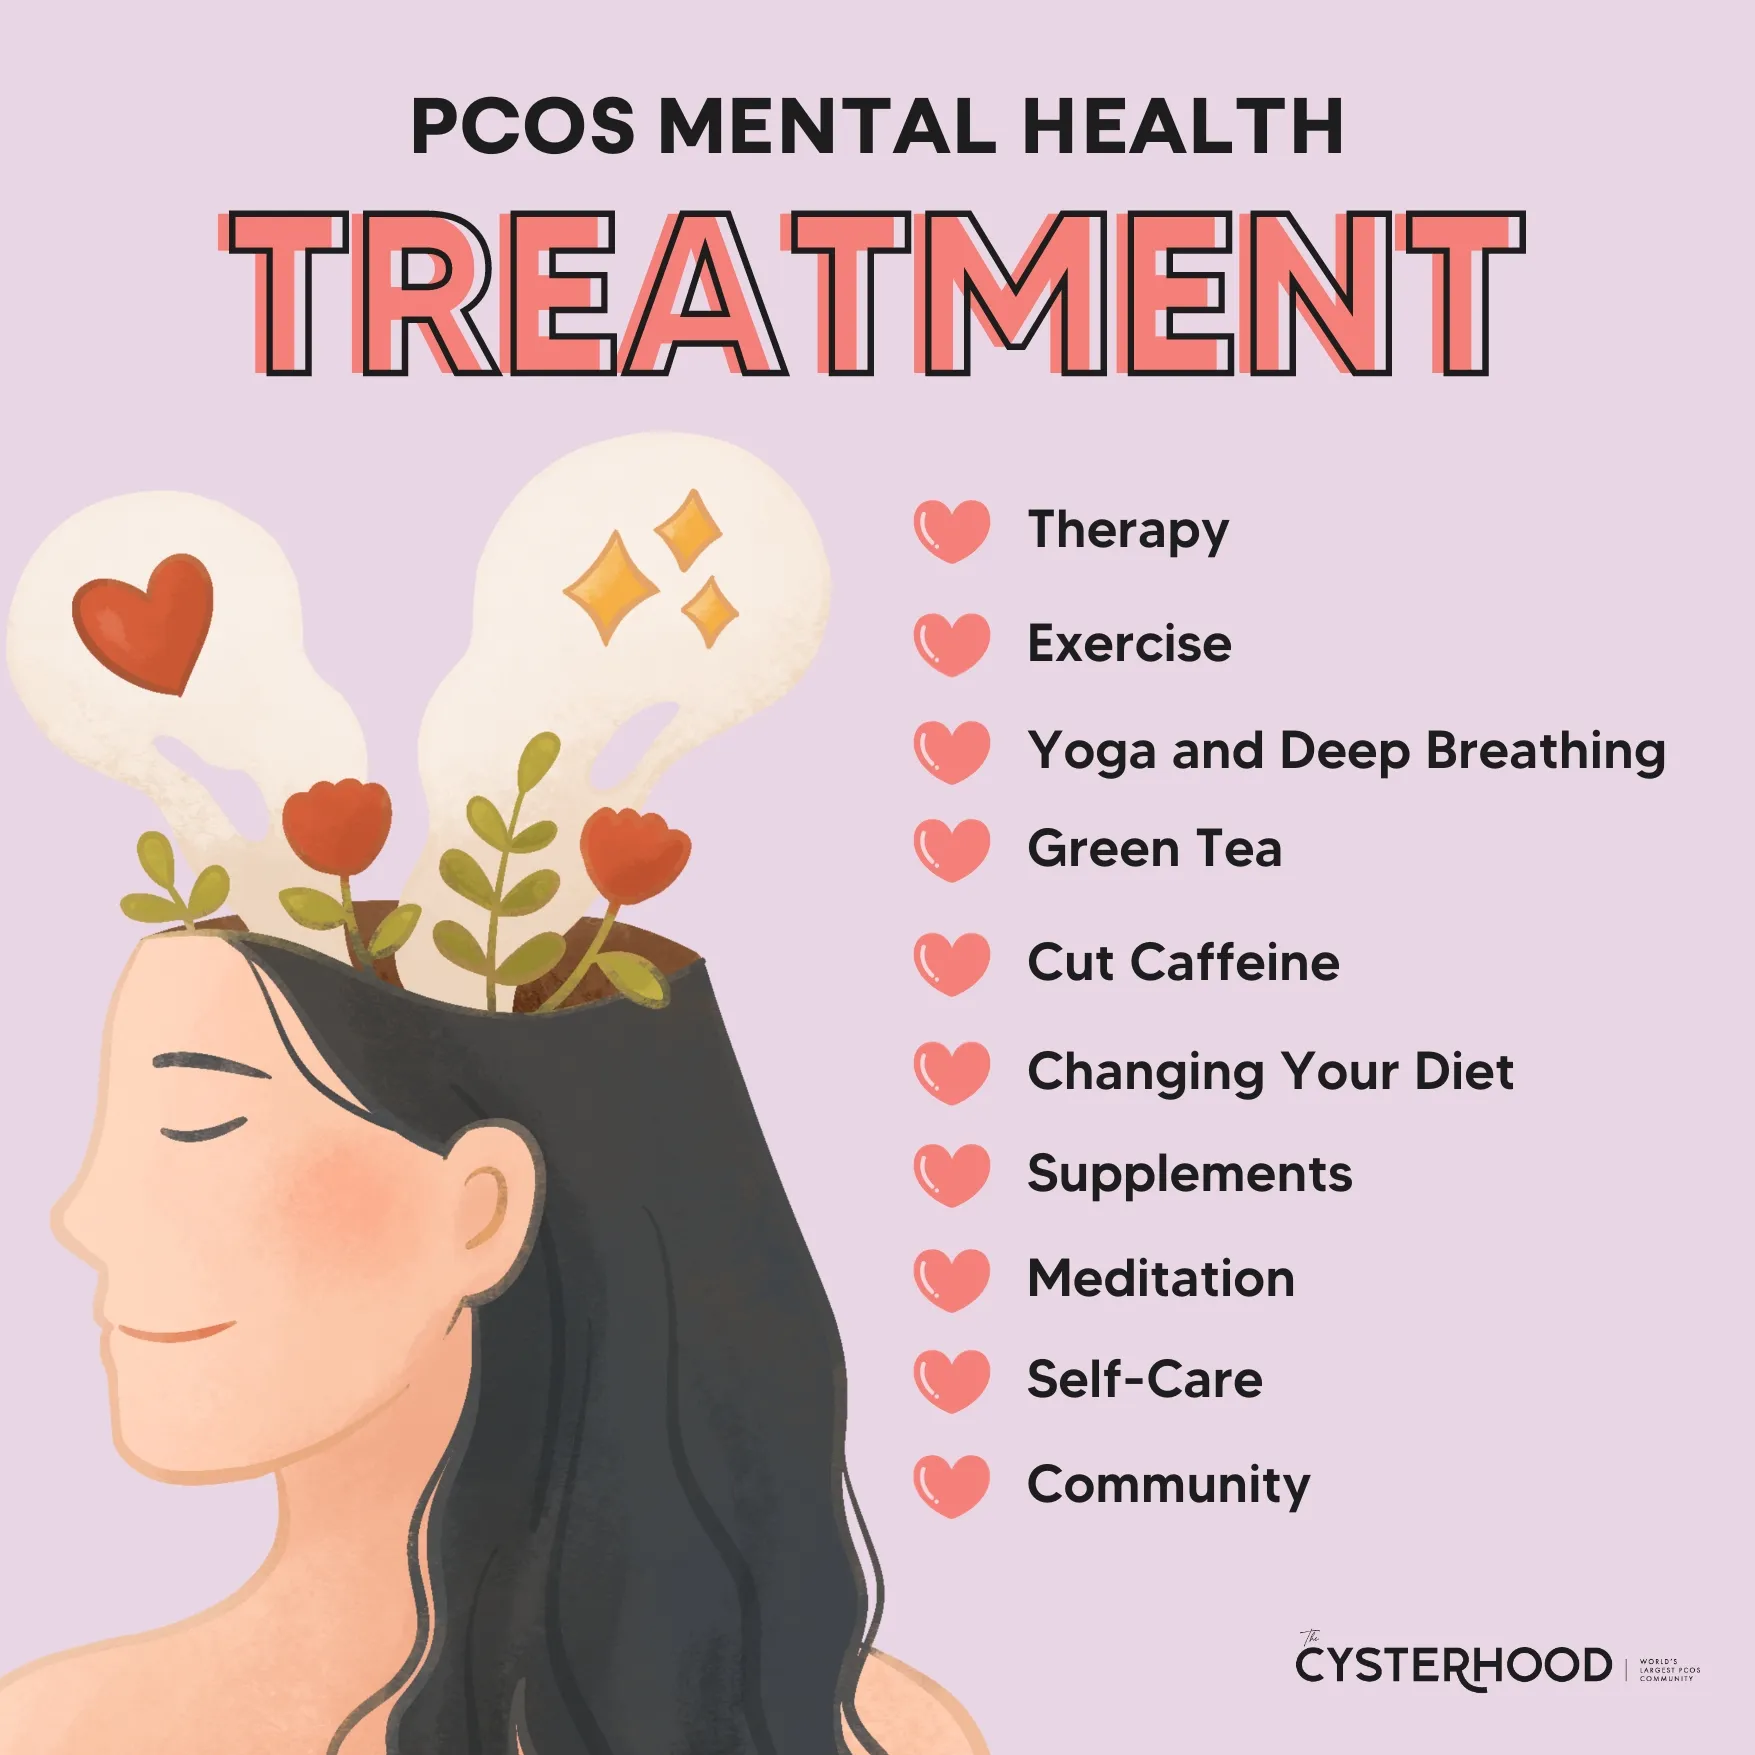 PCOS MENTAL HEALTH
TREATMENT
Therapy
Exercise
Yoga and Deep Breathing
Green Tea
Cut Caffeine
Changing Your Diet
Supplements
Meditation
Self-Care
Community
The
CYSTERHOOD
WORLD'S
LARGEST PCOS
COMMUNITY